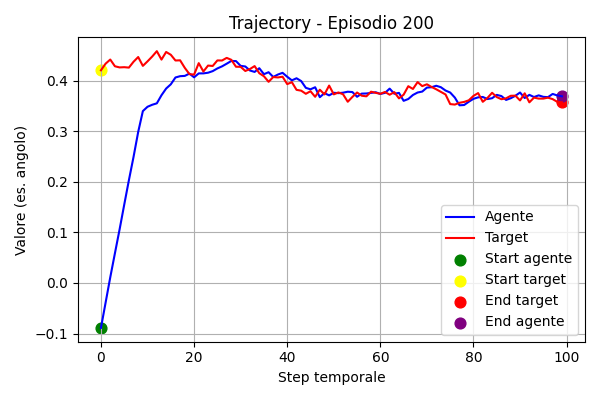 Trajectory - Episodio 200
Valore (es. angolo)
0.4
0.3
0.2
0.1
0.0
−0.1
0
20
40
60
80
100
Step temporale
Agente
Target
Start agente
Start target
End target
End agente